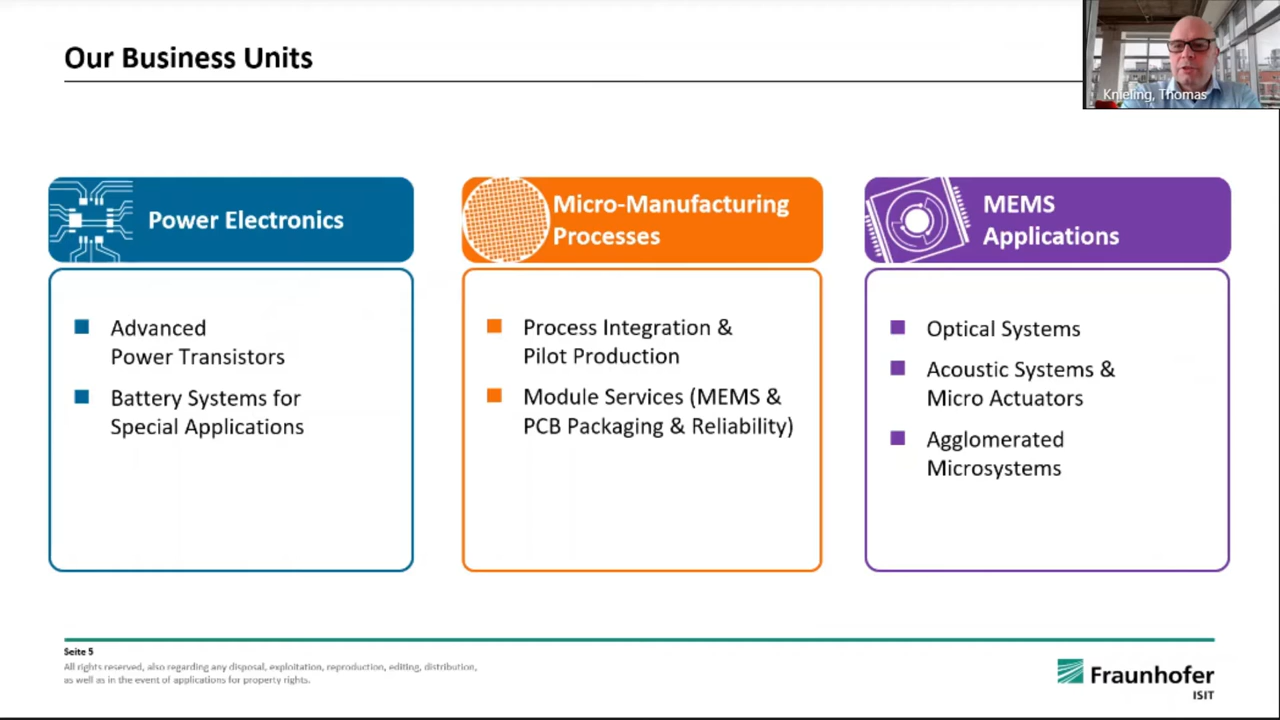 Our Business Units
Knieling, Thomas
Power Electronics
Advanced
Power Transistors
Battery Systems for
Special Applications
Micro-Manufacturing
Processes
Process Integration &
Pilot Production
Module Services (MEMS &
PCB Packaging & Reliability)
MEMS
Applications
Optical Systems
Acoustic Systems &
Micro Actuators
Agglomerated
Microsystems
Seite 5
All rights reserved, also regarding any disposal, exploitation, reproduction, editing, distribution,
as well as in the event of applications for property rights.
Fraunhofer
ISIT